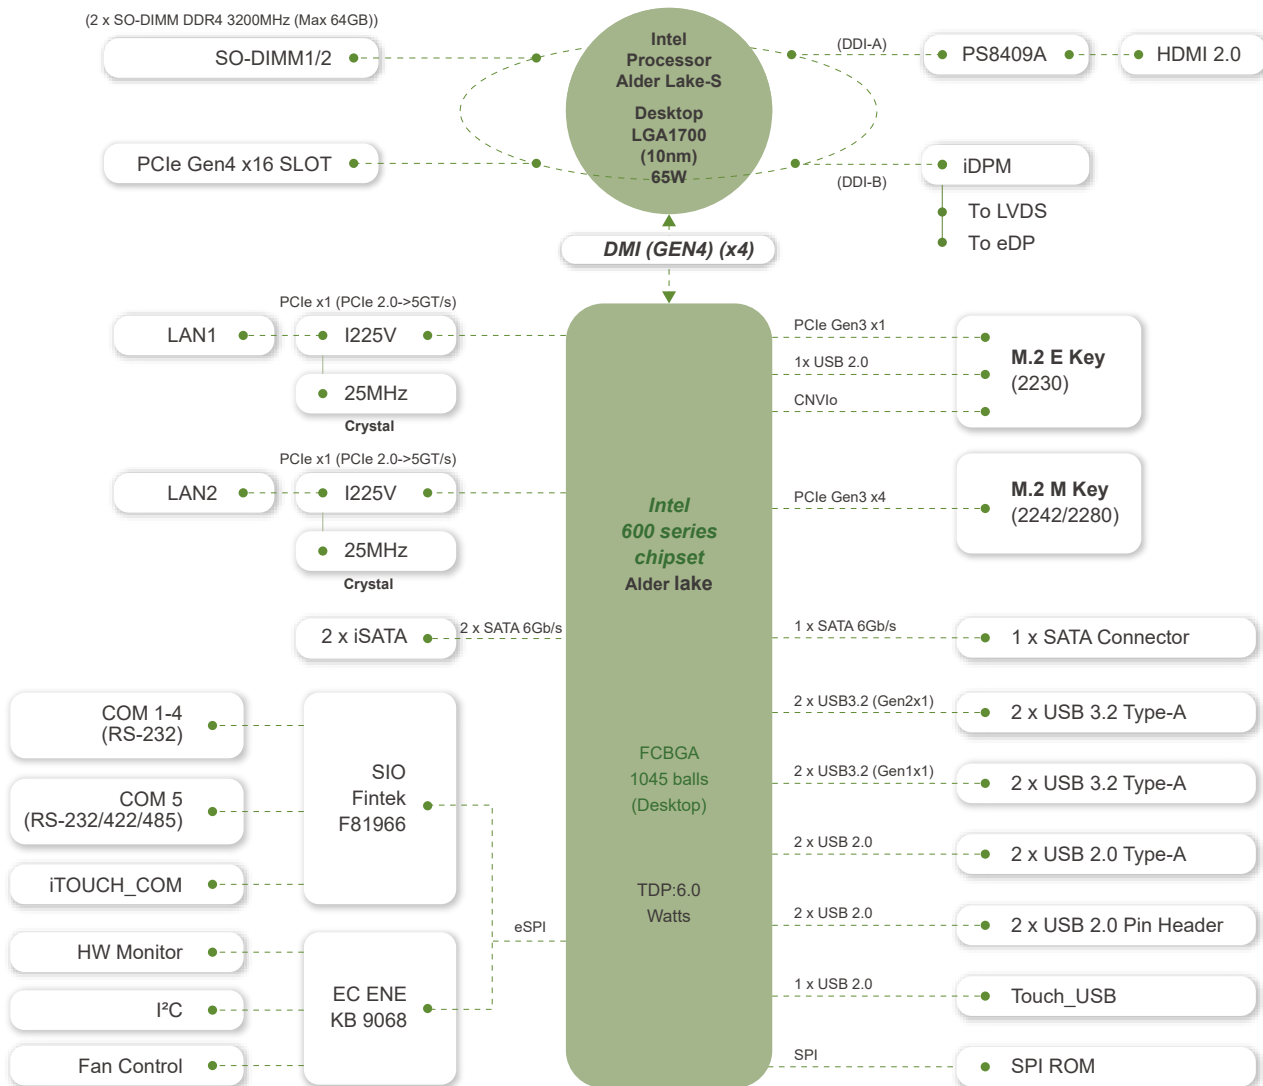 (2 x SO-DIMM DDR4 3200MHz (Max 64GB))
SO-DIMM1/2
PCIe Gen4 x16 SLOT
Intel
Processor
Alder Lake-S
Desktop
LGA1700
(10nm)
65W
(DDI-A)
PS8409A
HDMI 2.0
(DDI-B)
iDPM
To LVDS
To eDP
DMI (GEN4) (x4)
PCIe x1 (PCIe 2.0->5GT/s)
LAN1
I225V
25MHz
Crystal
PCIe x1 (PCIe 2.0->5GT/s)
LAN2
I225V
25MHz
Crystal
2 x iSATA
2 x SATA 6Gb/s
COM 1-4
(RS-232)
COM 5
(RS-232/422/485)
iTOUCH_COM
SIO
Fintek
F81966
HW Monitor
I²C
Fan Control
EC ENE
KB 9068
eSPI
Intel
600 series
chipset
Alder lake
FCBGA
1045 balls
(Desktop)
TDP:6.0
Watts
PCIe Gen3 x1
1x USB 2.0
CNVIo
M.2 E Key
(2230)
PCIe Gen3 x4
M.2 M Key
(2242/2280)
1 x SATA 6Gb/s
1 x SATA Connector
2 x USB3.2 (Gen2x1)
2 x USB 3.2 Type-A
2 x USB3.2 (Gen1x1)
2 x USB 3.2 Type-A
2 x USB 2.0
2 x USB 2.0 Type-A
2 x USB 2.0
2 x USB 2.0 Pin Header
1 x USB 2.0
Touch_USB
SPI
SPI ROM